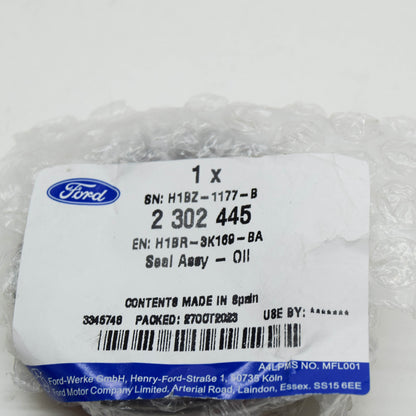 1 x
Ford
SN: H1BZ-1177-B
2 302 445
EN: H1BR-3K169-BA
Seal Assy - Oil
CONTENTS MADE IN Spain
3345748 PACKED: 27OCT2023 USE BY: *******
A4LPMS NO. MFL001
Ford-Werke GmbH, Henry-Ford-Straße 1, 50735 Köln
Ford Motor Company Limited, Arterial Road, Laindon, Essex. SS15 6EE